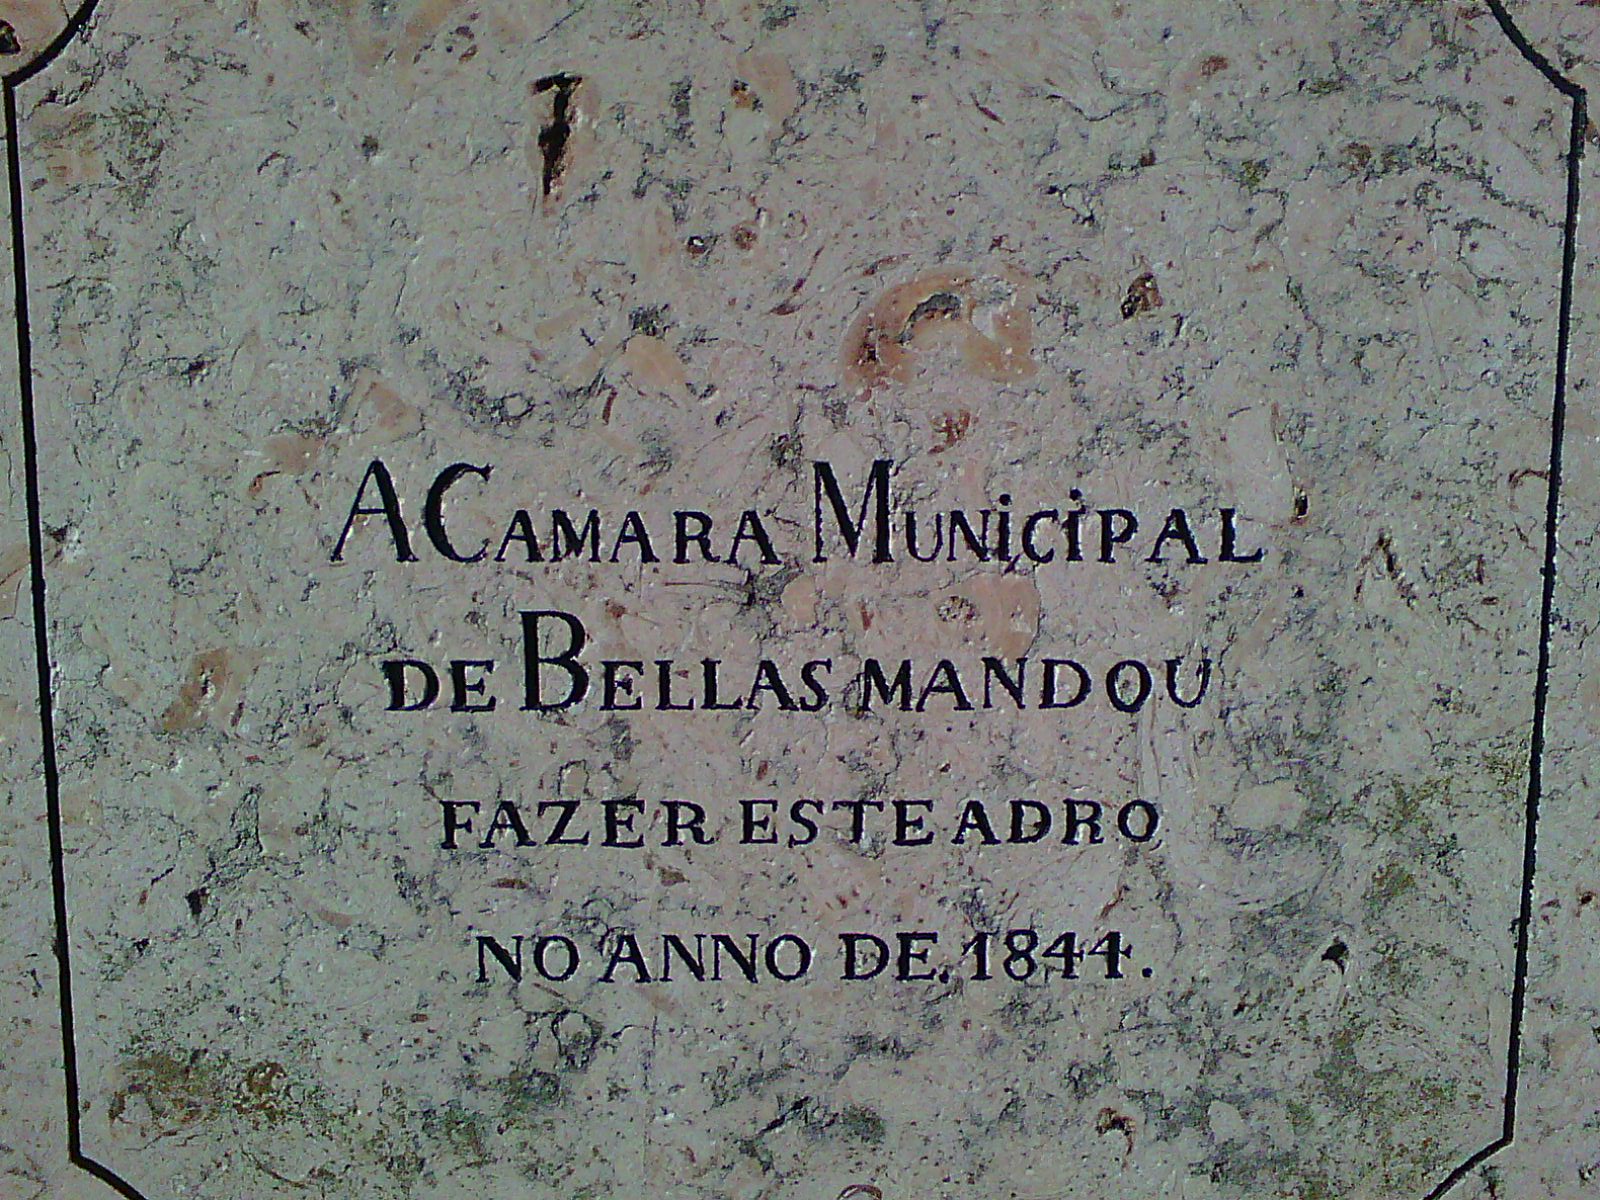 A CAMARA MUNICIPAL
DE BELLAS MANDOU
FAZER ESTE ADRO
NO ANNO DE. 1844.